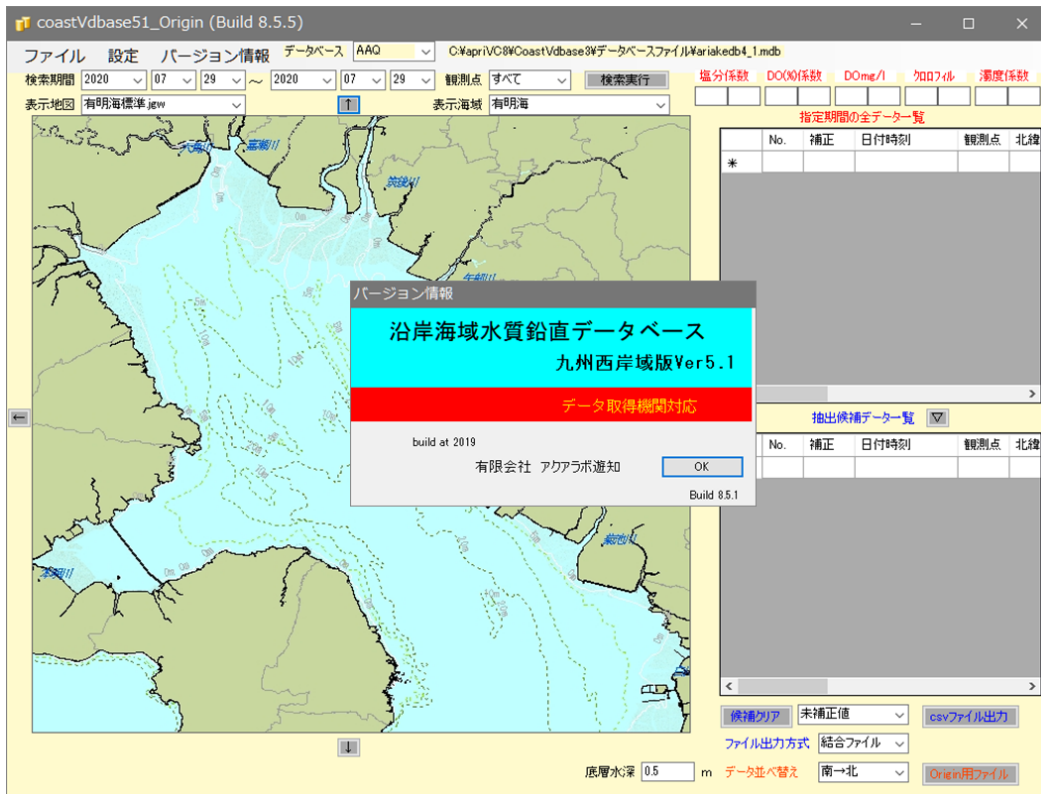 coastVdbase51_Origin (Build 8.5.5)
ファイル 設定 バージョン情報 データベース AAQ C:¥apriVC8¥CoastVdbase3¥データベースファイル¥ariakedb4_1.mdb
検索期間 2020 07 29 ～ 2020 07 29 観測点 すべて 検索実行 塩分係数 DO(%)係数 DOmg/l クロロフィル 濁度係数
表示地図 有明海標準.jgw ↑ 表示海域 有明海
指定期間の全データ一覧
No. 補正 日付時刻 観測点 北緯
六角川 嘉瀬川
筑後川
矢部川
バージョン情報
沿岸海域水質鉛直データベース
九州西岸域版Ver5.1
データ取得機関対応
build at 2019
有限会社 アクアラボ遊知 OK
Build 8.5.1
← 抽出候補データ一覧 ▽
No. 補正 日付時刻 観測点 北緯
菊池川
本明川
候補クリア 未補正値 csvファイル出力
ファイル出力方式 結合ファイル
↓
底層水深 0.5 m データ並べ替え 南→北 Origin用ファイル